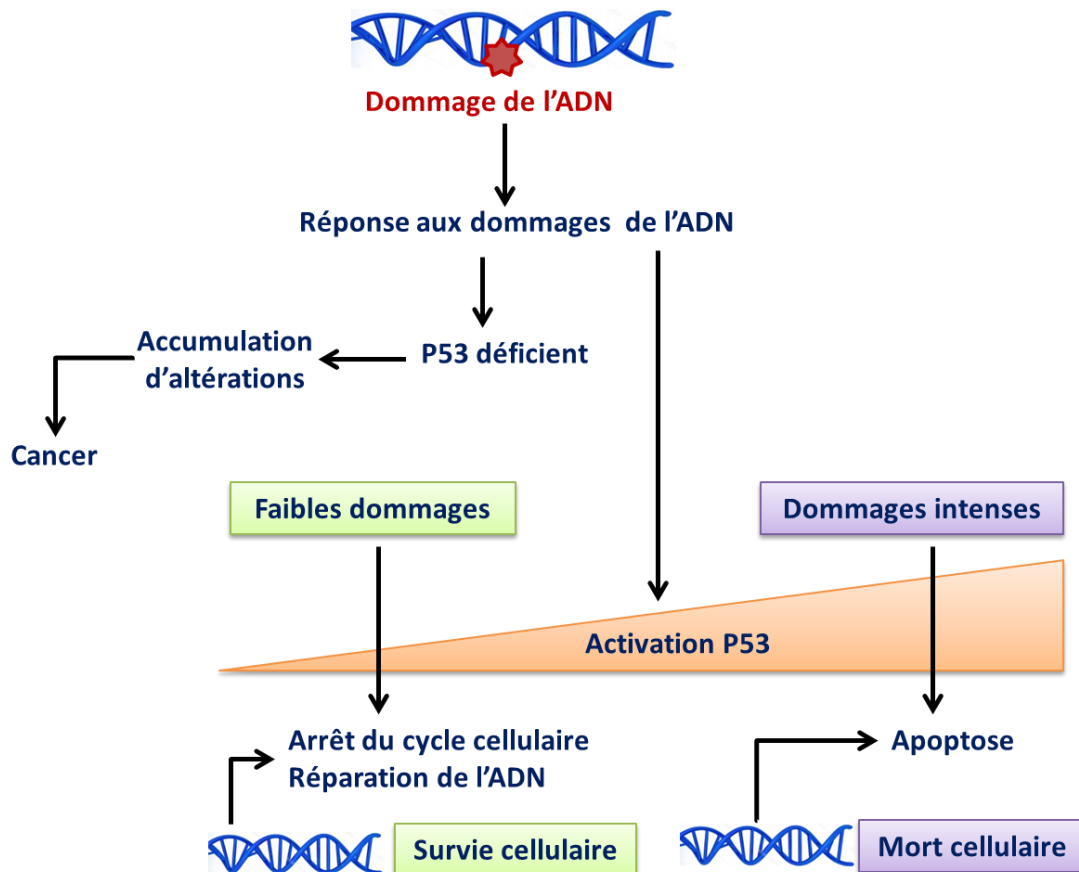 Dommage de l'ADN
Réponse aux dommages de l'ADN
Accumulation
d'altérations
P53 déficient
Cancer
Faibles dommages
Dommages intenses
Activation P53
Arrêt du cycle cellulaire
Réparation de l'ADN
Apoptose
Survie cellulaire
Mort cellulaire